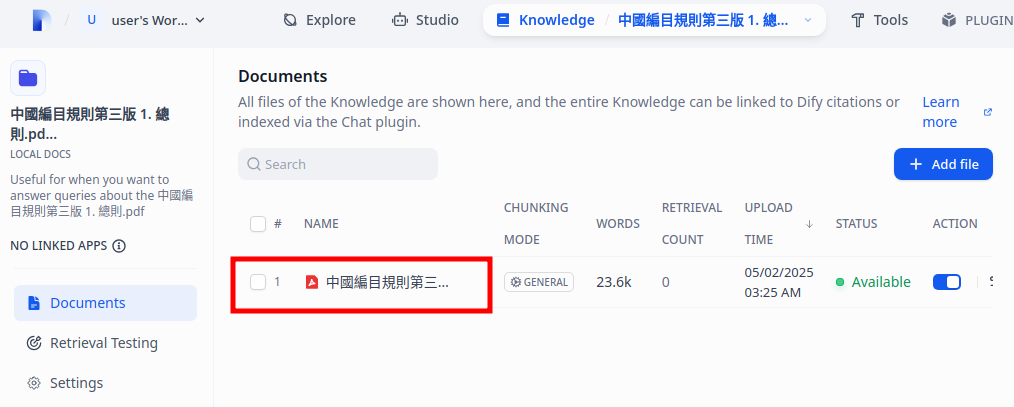 U user's Wor...
Explore
Studio
Knowledge / 中國編目規則第三版 1. 總...
Tools
PLUGIN
中國編目規則第三版 1. 總
則.pd...
LOCAL DOCS
Useful for when you want to
answer queries about the 中國編
目規則第三版 1. 總則.pdf
NO LINKED APPS
Documents
Retrieval Testing
Settings
Documents
All files of the Knowledge are shown here, and the entire Knowledge can be linked to Dify citations or
indexed via the Chat plugin.
Learn
more
Search
+ Add file
# NAME
CHUNKING
MODE
WORDS
RETRIEVAL
COUNT
UPLOAD
TIME
STATUS
ACTION
1 中國編目規則第三...
GENERAL
23.6k
0
05/02/2025
03:25 AM
Available